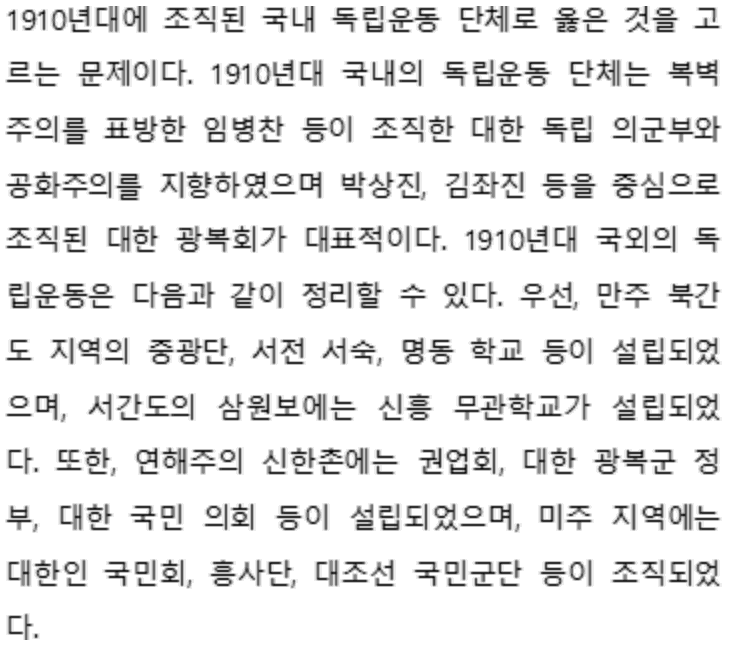 1910년대에 조직된 국내 독립운동 단체로 옳은 것을 고
르는 문제이다. 1910년대 국내의 독립운동 단체는 복벽
주의를 표방한 임병찬 등이 조직한 대한 독립 의군부와
공화주의를 지향하였으며 박상진, 김좌진 등을 중심으로
조직된 대한 광복회가 대표적이다. 1910년대 국외의 독
립운동은 다음과 같이 정리할 수 있다. 우선, 만주 북간
도 지역의 중광단, 서전 서숙, 명동 학교 등이 설립되었
으며, 서간도의 삼원보에는 신흥 무관학교가 설립되었
다. 또한, 연해주의 신한촌에는 권업회, 대한 광복군 정
부, 대한 국민 의회 등이 설립되었으며, 미주 지역에는
대한인 국민회, 흥사단, 대조선 국민군단 등이 조직되었
다.